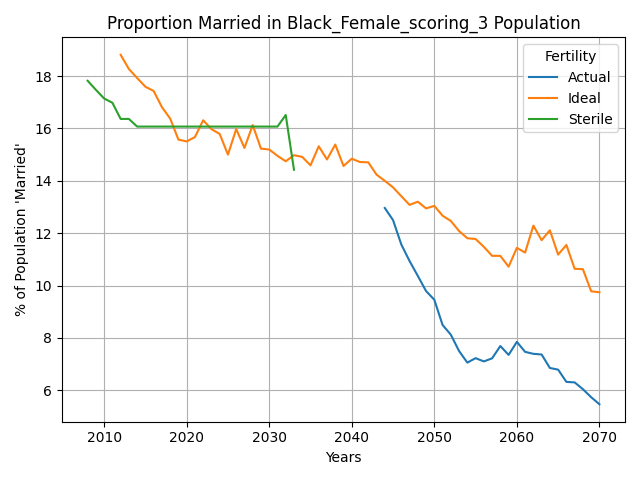 Proportion Married in Black_Female_scoring_3 Population
Fertility
Actual
Ideal
Sterile
% of Population 'Married'
18
16
14
12
10
8
6
2010 2020 2030 2040 2050 2060 2070
Years